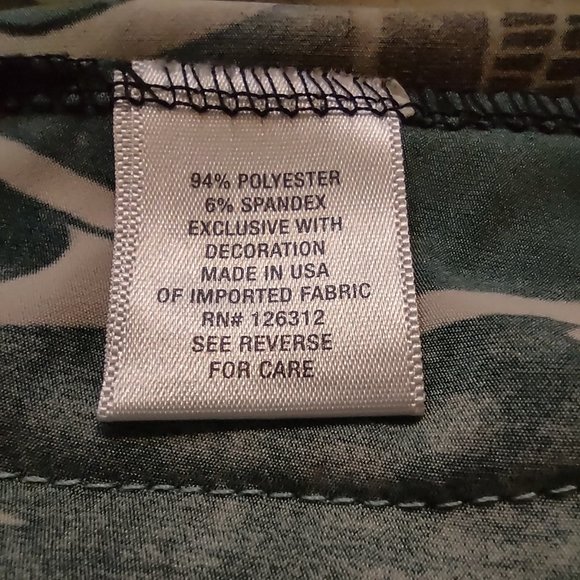 94% POLYESTER
6% SPANDEX
EXCLUSIVE WITH
DECORATION
MADE IN USA
OF IMPORTED FABRIC
RN# 126312
SEE REVERSE
FOR CARE